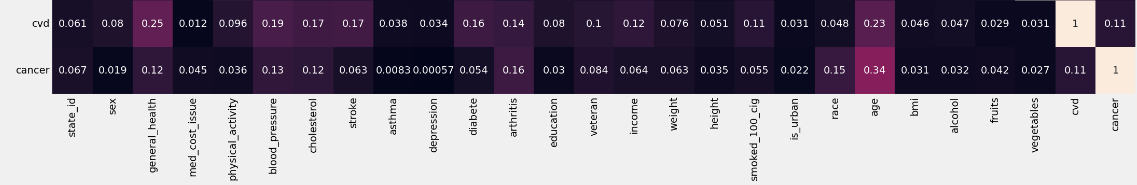 cvd 0.061 0.08 0.25 0.012 0.096 0.19 0.17 0.17 0.038 0.034 0.16 0.14 0.08 0.1 0.12 0.076 0.051 0.11 0.031 0.048 0.23 0.046 0.047 0.029 0.031 1 0.11
cancer 0.067 0.019 0.12 0.045 0.036 0.13 0.12 0.063 0.0083 0.00057 0.054 0.16 0.03 0.084 0.064 0.063 0.035 0.055 0.022 0.15 0.34 0.031 0.032 0.042 0.027 0.11 1
state_id
sex
general_health
med_cost_issue
physical_activity
blood_pressure
cholesterol
stroke
asthma
depression
diabete
arthritis
education
veteran
income
weight
height
smoked_100_cig
is_urban
race
age
bmi
alcohol
fruits
vegetables
cvd
cancer